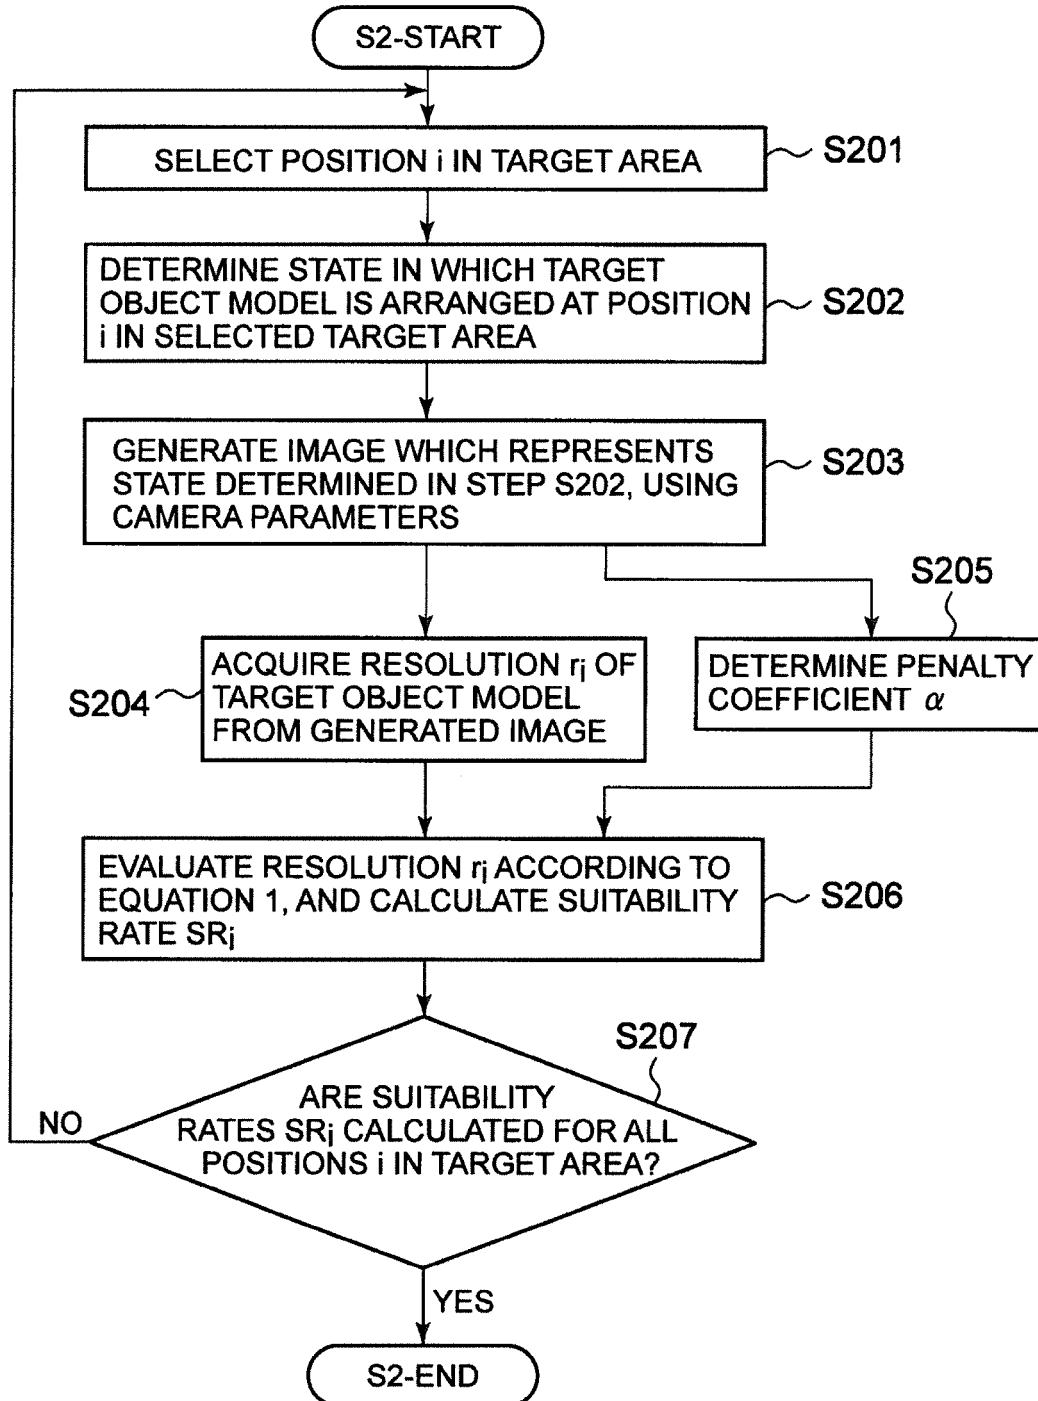 S2-START
SELECT POSITION i IN TARGET AREA
S201
DETERMINE STATE IN WHICH TARGET
OBJECT MODEL IS ARRANGED AT POSITION
i IN SELECTED TARGET AREA
S202
GENERATE IMAGE WHICH REPRESENTS
STATE DETERMINED IN STEP S202, USING
CAMERA PARAMETERS
S203
S205
ACQUIRE RESOLUTION ri OF
TARGET OBJECT MODEL
FROM GENERATED IMAGE
S204
DETERMINE PENALTY
COEFFICIENT α
EVALUATE RESOLUTION ri ACCORDING TO
EQUATION 1, AND CALCULATE SUITABILITY
RATE SRi
S206
S207
ARE SUITABILITY
RATES SRi CALCULATED FOR ALL
POSITIONS i IN TARGET AREA?
NO
YES
S2-END